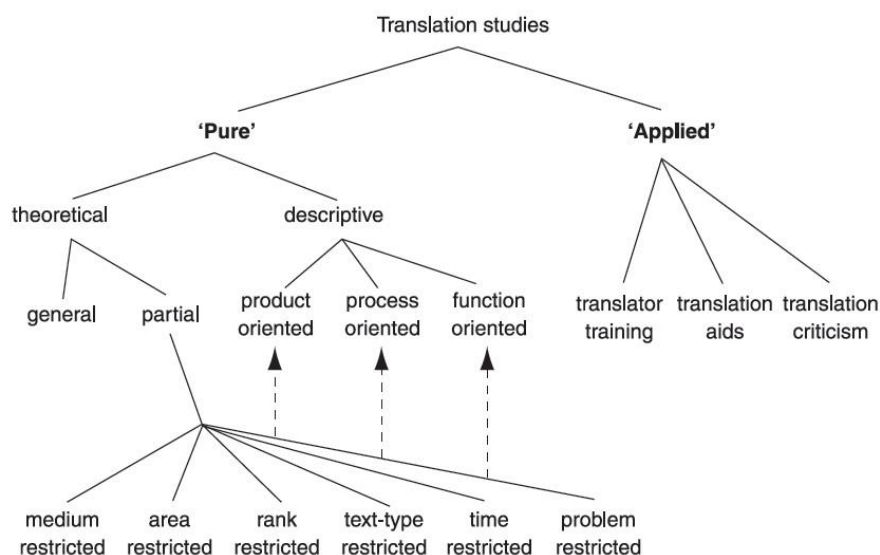 Translation studies
‘Pure’ ‘Applied’
theoretical descriptive
general partial product oriented process oriented function oriented translator training translation aids translation criticism
medium restricted area restricted rank restricted text-type restricted time restricted problem restricted